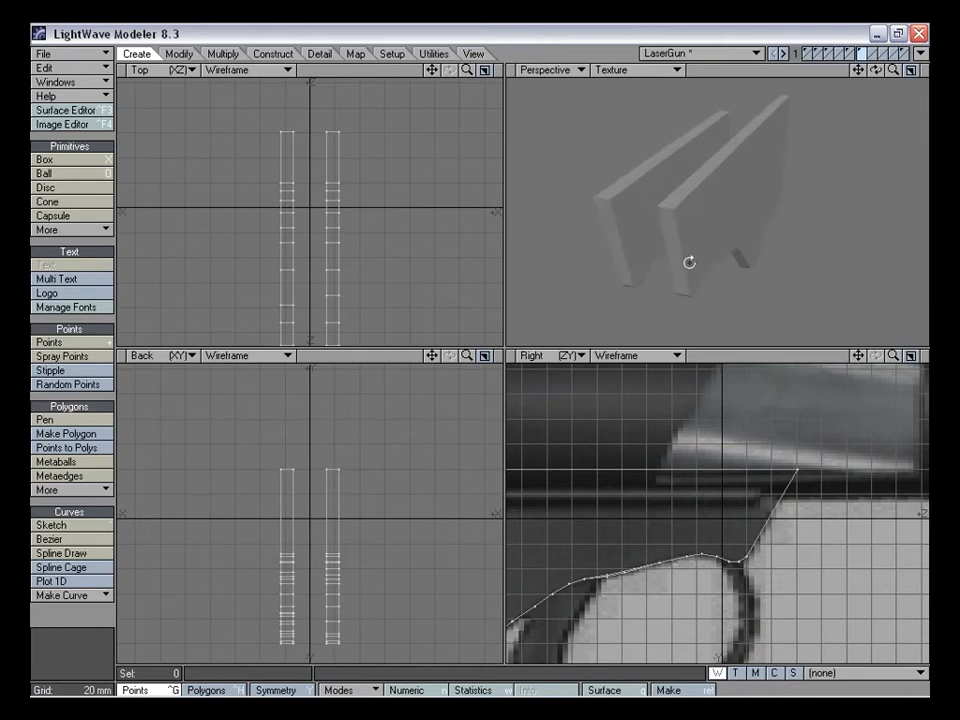 LightWave Modeler 8.3
File Create Modify Multiply Construct Detail Map Setup Utilities View LaserGun * 1
Edit Top (XZ) Wireframe Perspective Texture
Windows
Help
Surface Editor ^F3
Image Editor ^F4
Primitives
Box X
Ball O
Disc
Cone
Capsule
More
Text
Text
Multi Text
Logo
Manage Fonts
Points
Points +
Spray Points Back (XY) Wireframe Right (ZY) Wireframe
Stipple
Random Points
Polygons
Pen
Make Polygon
Points to Polys
Metaballs
Metaedges
More
Curves
Sketch
Bezier
Spline Draw
Spline Cage
Plot 1D
Make Curve
Sel: 0 W T M C S (none)
Grid: 20 mm Points ^G Polygons ^H Symmetry Y Modes Numeric n Statistics w Info Surface q Make ret